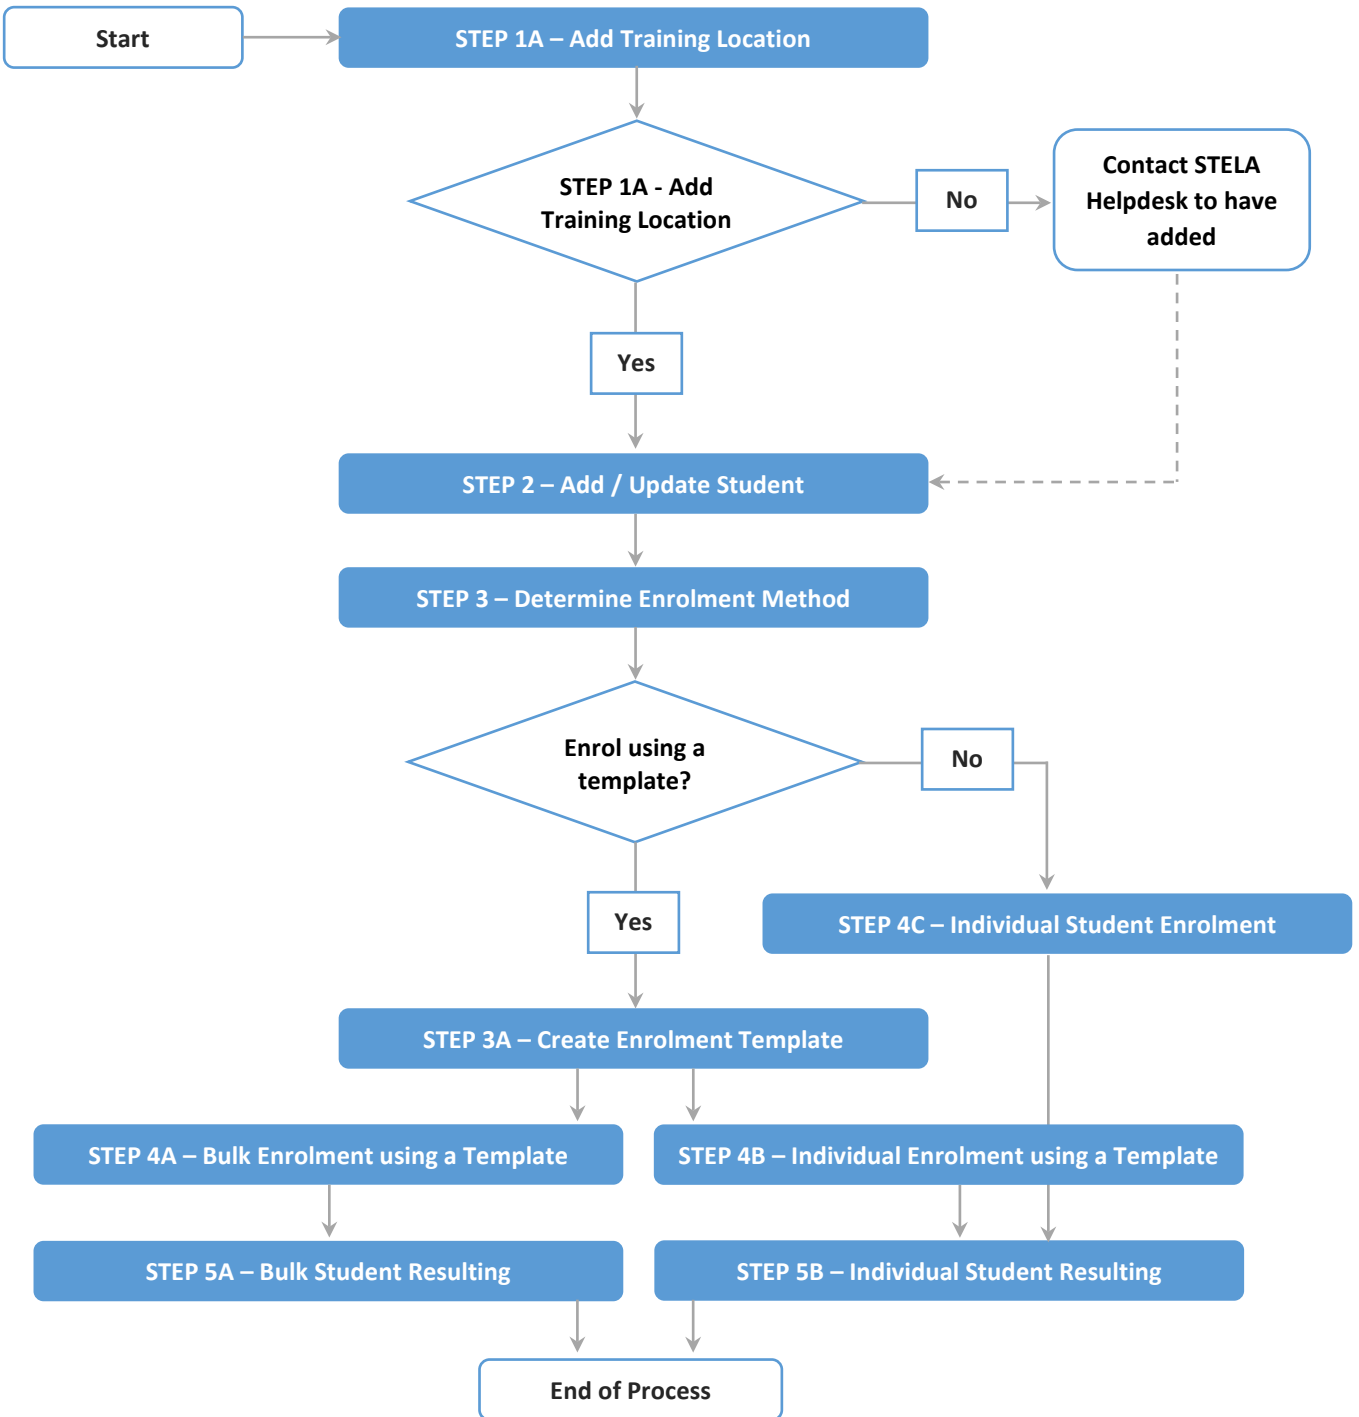 Start
STEP 1A – Add Training Location
STEP 1A - Add
Training Location
No
Contact STELA
Helpdesk to have
added
Yes
STEP 2 – Add / Update Student
STEP 3 – Determine Enrolment Method
Enrol using a
template?
No
Yes
STEP 4C – Individual Student Enrolment
STEP 3A – Create Enrolment Template
STEP 4A – Bulk Enrolment using a Template
STEP 4B – Individual Enrolment using a Template
STEP 5A – Bulk Student Resulting
STEP 5B – Individual Student Resulting
End of Process